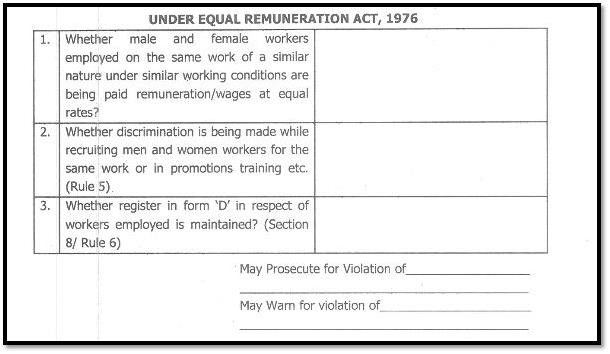 UNDER EQUAL REMUNERATION ACT, 1976
1. Whether male and female workers
employed on the same work of a similar
nature under similar working conditions are
being paid remuneration/wages at equal
rates?
2. Whether discrimination is being made while
recruiting men and women workers for the
same work or in promotions training etc.
(Rule 5).
3. Whether register in form ‘D’ in respect of
workers employed is maintained? (Section
8/ Rule 6)
May Prosecute for Violation of
May Warn for violation of